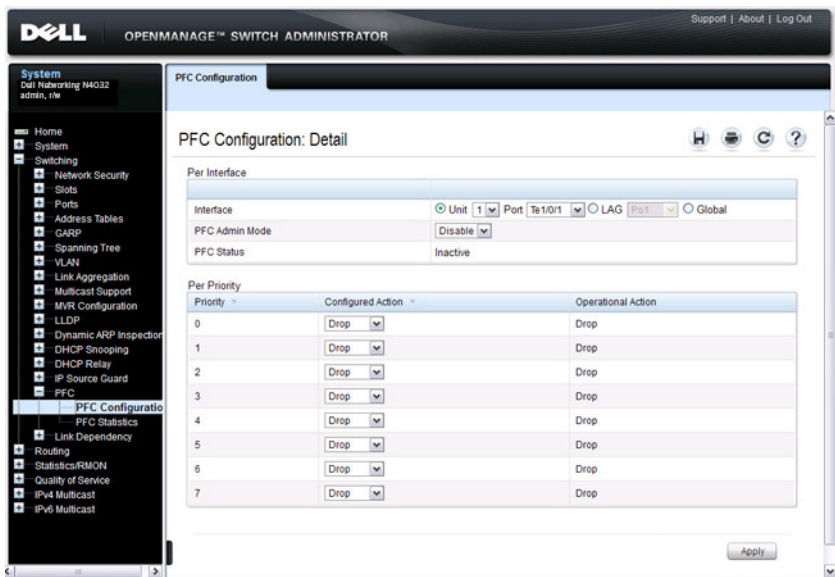 Support | About | Log Out
DELL OPENMANAGE™ SWITCH ADMINISTRATOR
System
Dell Networking N4032
admin, r/w
PFC Configuration
Home
System
Switching
Network Security
Slots
Ports
Address Tables
GARP
Spanning Tree
VLAN
Link Aggregation
Multicast Support
MVR Configuration
LLDP
Dynamic ARP Inspection
DHCP Snooping
DHCP Relay
IP Source Guard
PFC
PFC Configuratio
PFC Statistics
Link Dependency
Routing
Statistics/RMON
Quality of Service
IPv4 Multicast
IPv6 Multicast
PFC Configuration: Detail
Per Interface
Interface Unit 1 Port Te1/0/1 LAG Po1 Global
PFC Admin Mode Disable
PFC Status Inactive
Per Priority
Priority Configured Action Operational Action
0 Drop Drop
1 Drop Drop
2 Drop Drop
3 Drop Drop
4 Drop Drop
5 Drop Drop
6 Drop Drop
7 Drop Drop
Apply